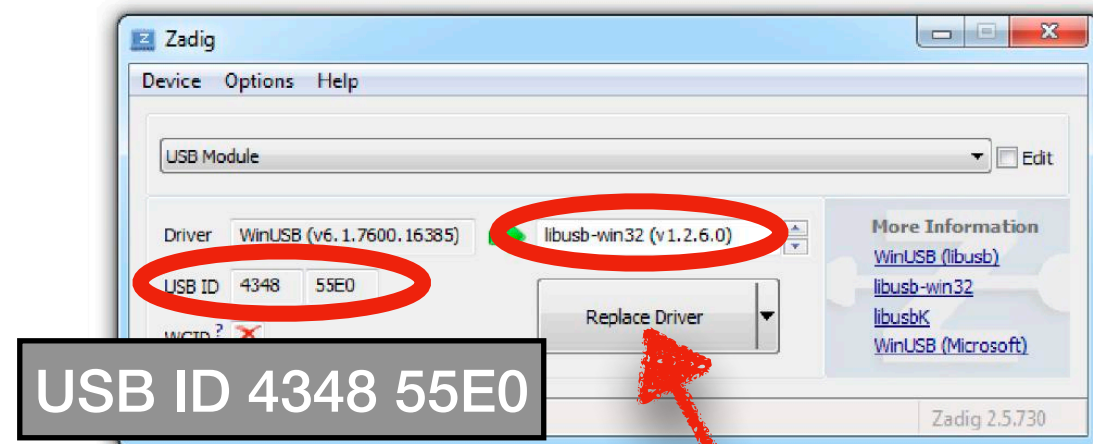 Zadig
Device Options Help
USB Module
Edit
Driver WinUSB (v6.1.7600.16385) libusb-win32 (v1.2.6.0)
USB ID 4348 55E0
WCID ?
Replace Driver
More Information
WinUSB (libusb)
libusb-win32
libusbK
WinUSB (Microsoft)
USB ID 4348 55E0
Zadig 2.5.730